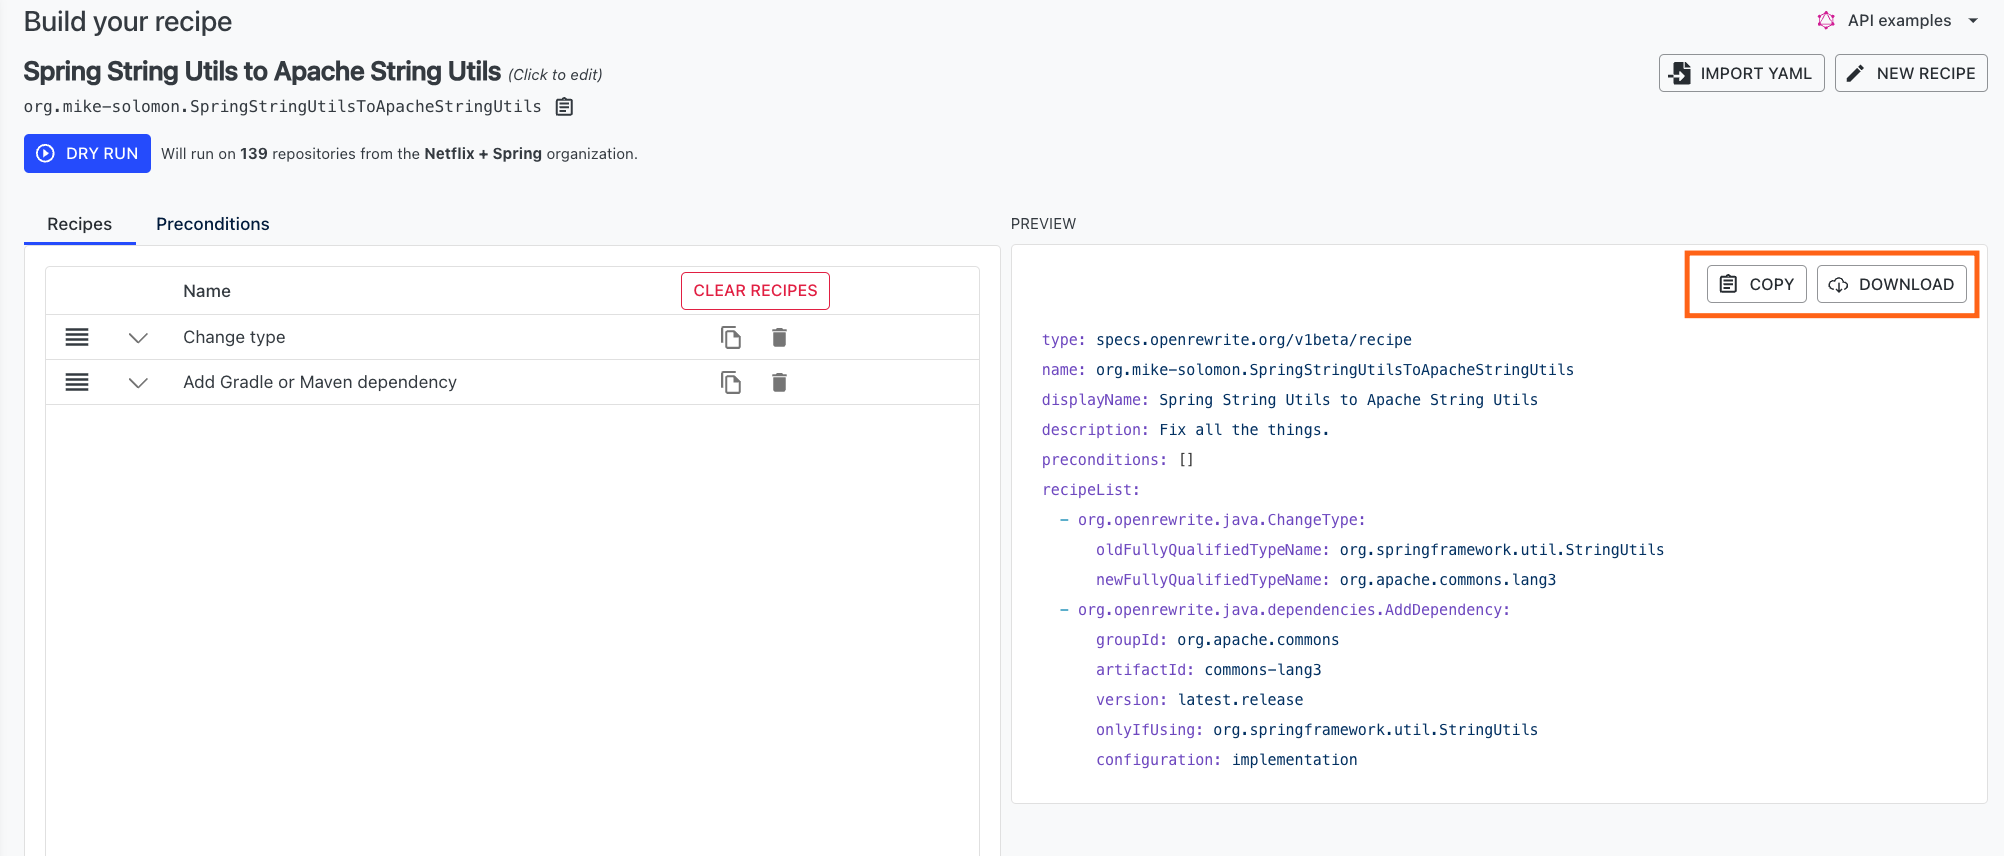 Build your recipe
API examples
Spring String Utils to Apache String Utils (Click to edit)
IMPORT YAML
NEW RECIPE
org.mike-solomon.SpringStringUtilsToApacheStringUtils
DRY RUN
Will run on 139 repositories from the Netflix + Spring organization.
Recipes
Preconditions
Name
CLEAR RECIPES
Change type
Add Gradle or Maven dependency
PREVIEW
COPY
DOWNLOAD
type: specs.openrewrite.org/v1beta/recipe
name: org.mike-solomon.SpringStringUtilsToApacheStringUtils
displayName: Spring String Utils to Apache String Utils
description: Fix all the things.
preconditions: []
recipeList:
- org.openrewrite.java.ChangeType:
oldFullyQualifiedTypeName: org.springframework.util.StringUtils
newFullyQualifiedTypeName: org.apache.commons.lang3
- org.openrewrite.java.dependencies.AddDependency:
groupId: org.apache.commons
artifactId: commons-lang3
version: latest.release
onlyIfUsing: org.springframework.util.StringUtils
configuration: implementation